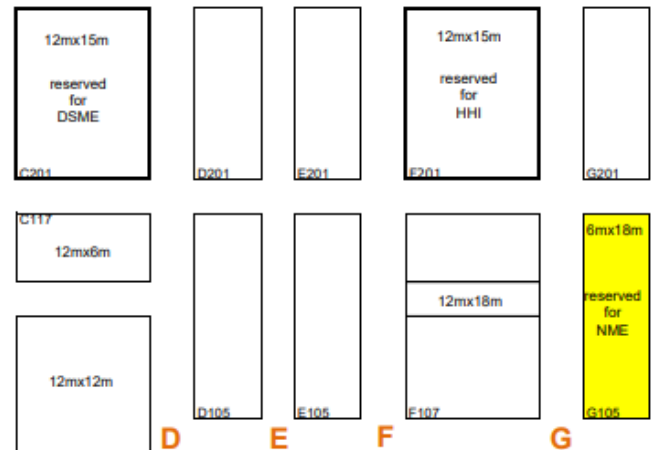 12mx15m
reserved
for
DSME
C201
D201
E201
12mx15m
reserved
for
HHI
F201
G201
C117
12mx6m
12mx12m
D105
E105
12mx18m
F107
6mx18m
reserved
for
NME
G105
D
E
F
G